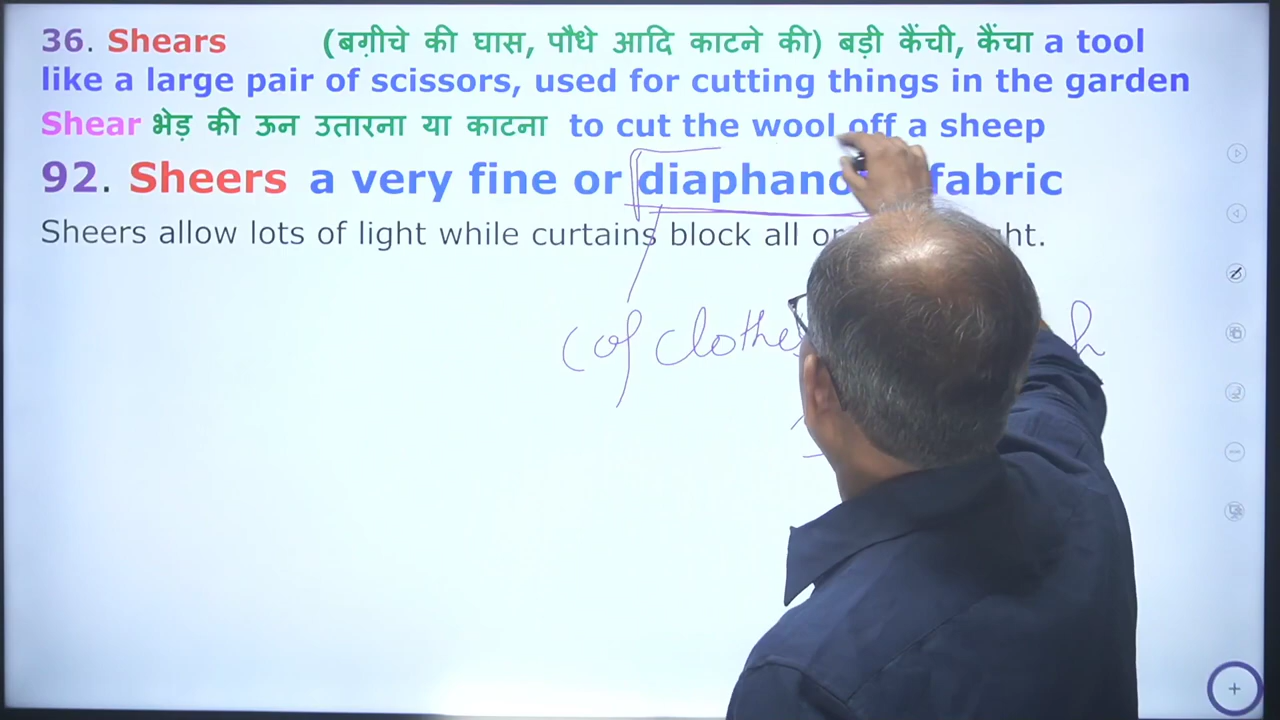 36. Shears (बग़ीचे की घास, पौधे आदि काटने की) बड़ी कैंची, कैंचा a tool
like a large pair of scissors, used for cutting things in the garden
Shear भेड़ की ऊन उतारना या काटना to cut the wool off a sheep
92. Sheers a very fine or fabric
Sheers allow lots of light while curtains block all
(of clothes